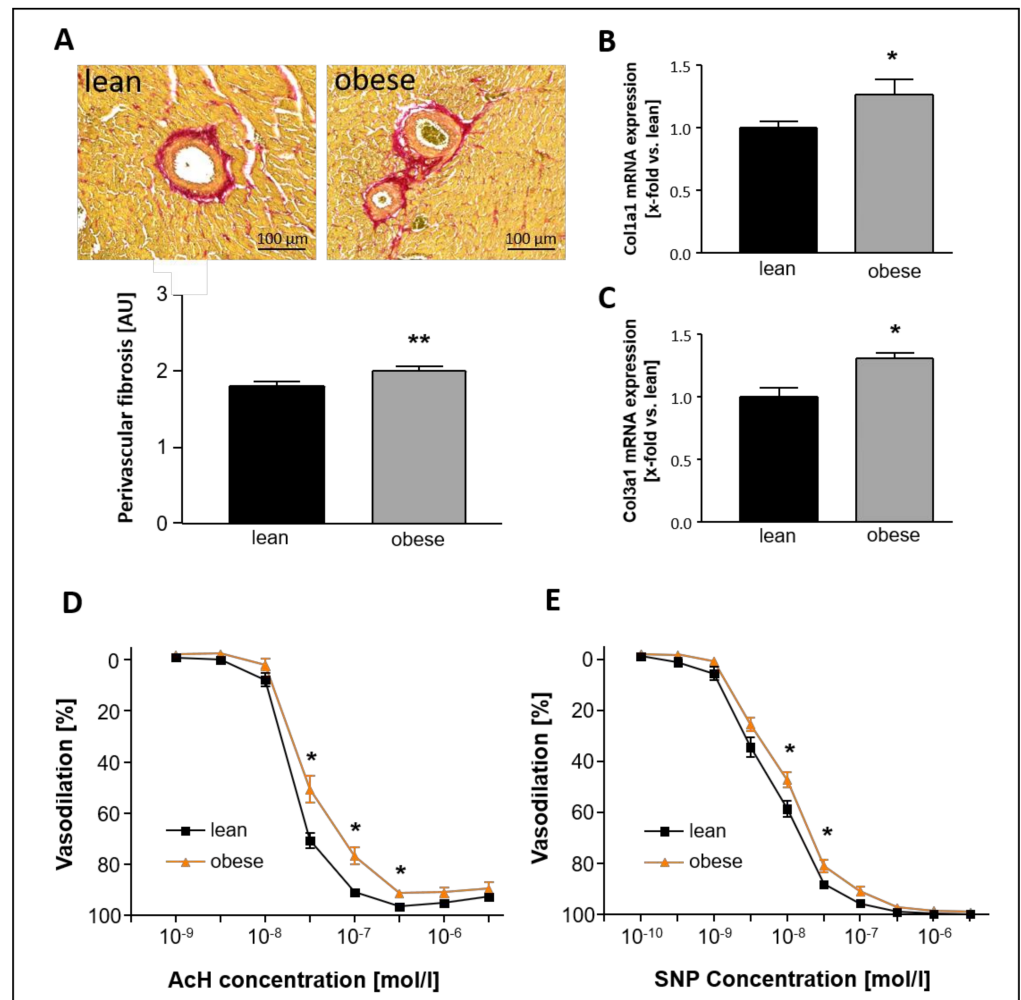 A
lean
100 µm
obese
100 µm
Perivascular fibrosis [AU]
3
2
1
0
lean
obese
**
B
Col1a1 mRNA expression
[x-fold vs. lean]
1.5
1.0
0.5
0.0
lean
obese
*
C
Col3a1 mRNA expression
[x-fold vs. lean]
1.5
1.0
0.5
0.0
lean
obese
*
D
Vasodilation [%]
0
20
40
60
80
100
*
*
*
lean
obese
10⁻⁹
10⁻⁸
10⁻⁷
10⁻⁶
AcH concentration [mol/l]
E
Vasodilation [%]
0
20
40
60
80
100
*
*
lean
obese
10⁻¹⁰
10⁻⁹
10⁻⁸
10⁻⁷
10⁻⁶
SNP Concentration [mol/l]